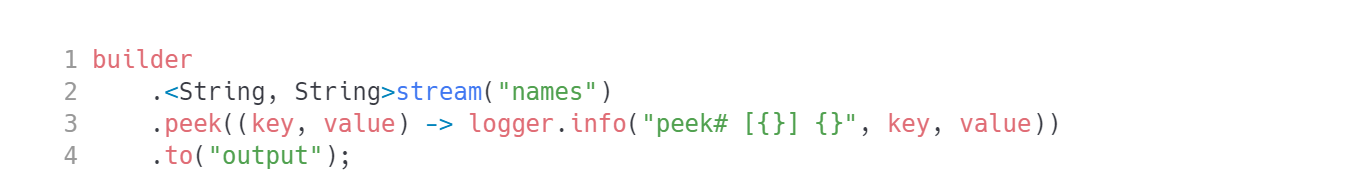 1 builder
2     .<String, String>stream("names")
3     .peek((key, value) -> logger.info("peek# [{}] {}", key, value))
4     .to("output");